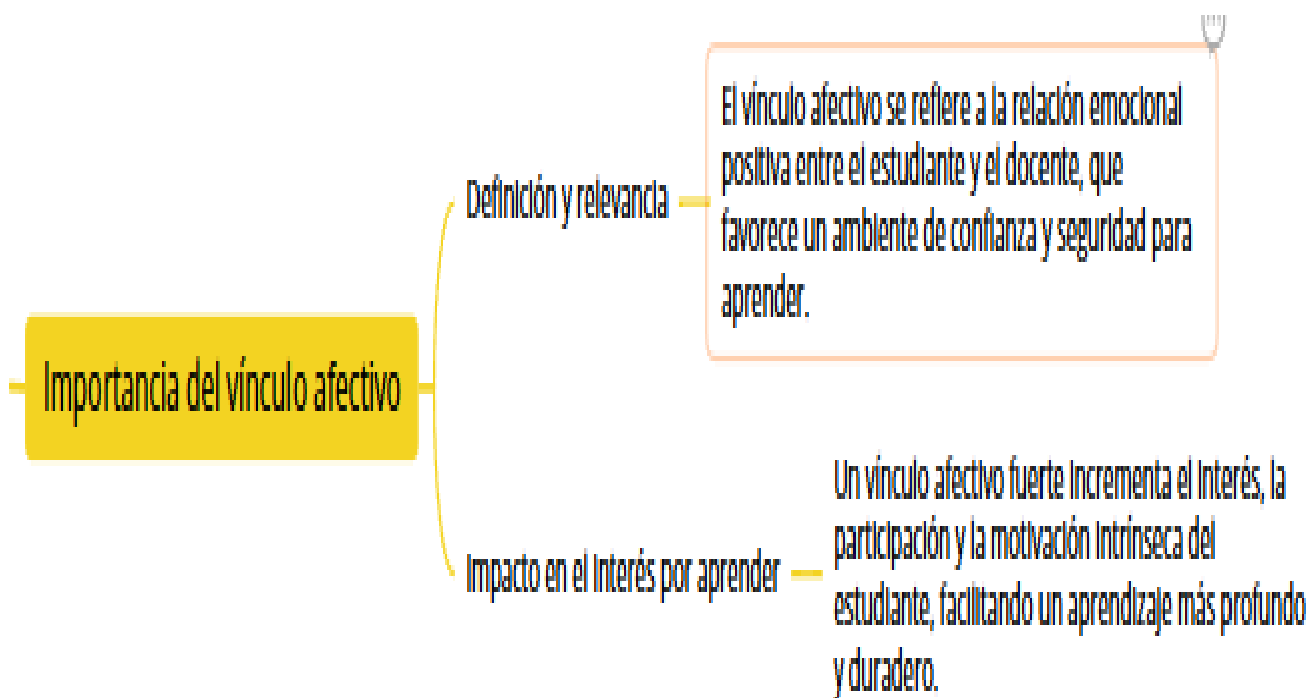 Importancia del vínculo afectivo
Definición y relevancia
El vínculo afectivo se refiere a la relación emocional
positiva entre el estudiante y el docente, que
favorece un ambiente de confianza y seguridad para
aprender.
Impacto en el interés por aprender
Un vínculo afectivo fuerte incrementa el interés, la
participación y la motivación intrínseca del
estudiante, facilitando un aprendizaje más profundo
y duradero.